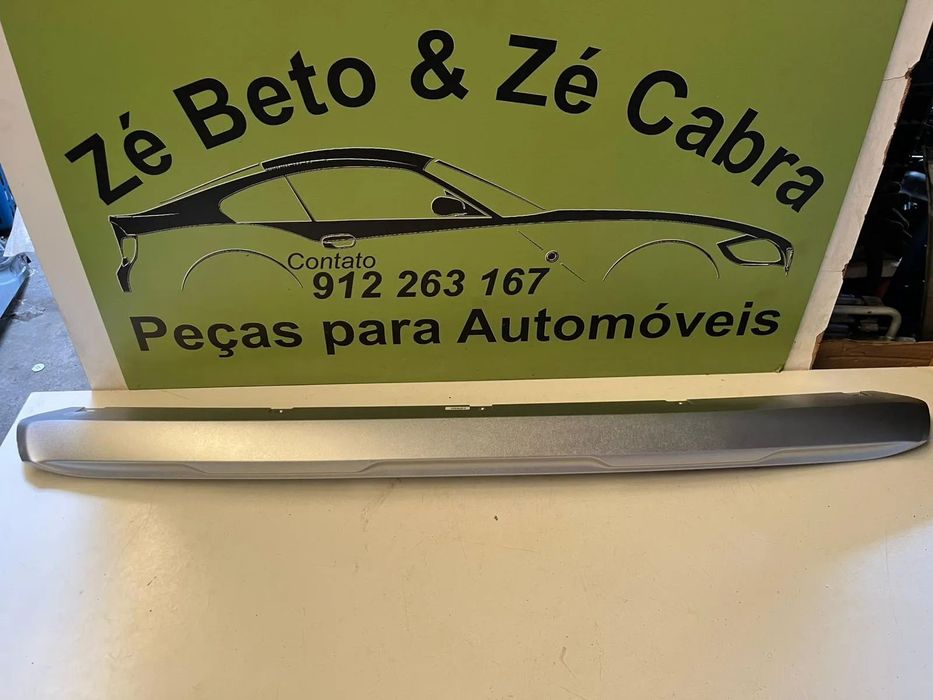 Zé Beto & Zé Cabra
Contato
912 263 167
Peças para Automóveis